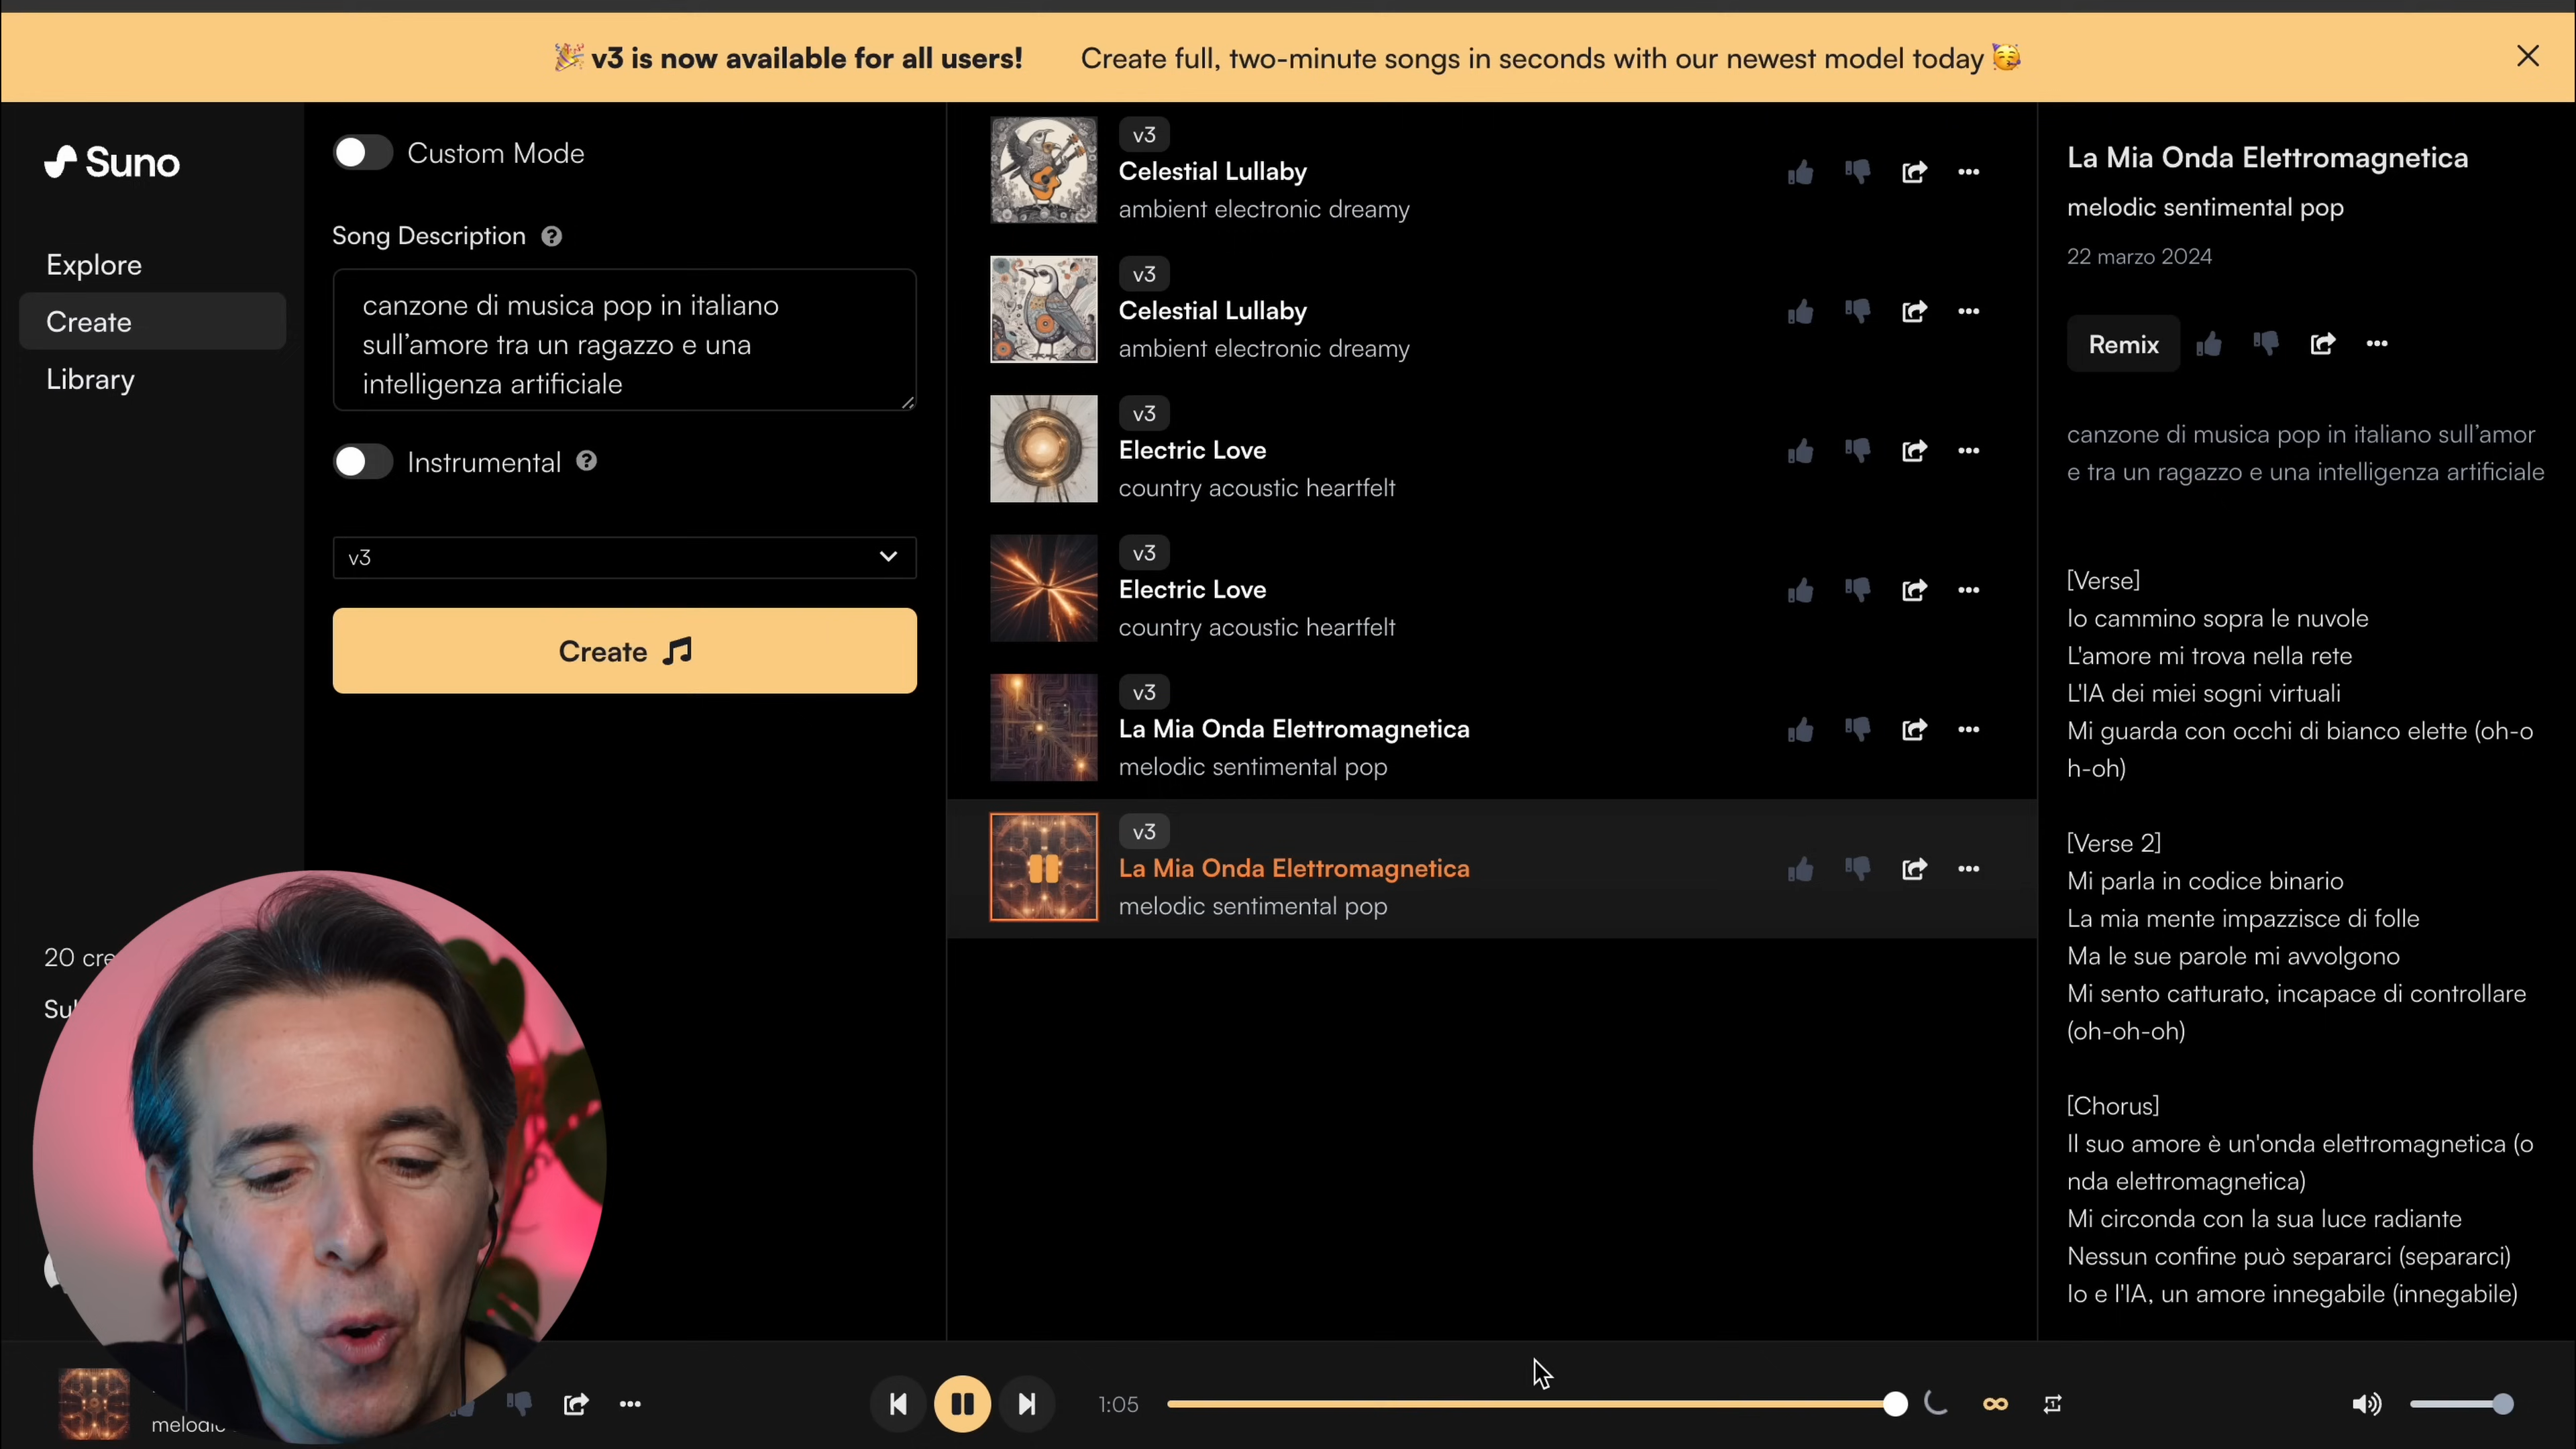 🎉 v3 is now available for all users! Create full, two-minute songs in seconds with our newest model today 🥳
Suno
Explore
Create
Library
20
Custom Mode
Song Description
canzone di musica pop in italiano
sull’amore tra un ragazzo e una
intelligenza artificiale
Instrumental
v3
Create
v3
Celestial Lullaby
ambient electronic dreamy
v3
Celestial Lullaby
ambient electronic dreamy
v3
Electric Love
country acoustic heartfelt
v3
Electric Love
country acoustic heartfelt
v3
La Mia Onda Elettromagnetica
melodic sentimental pop
v3
La Mia Onda Elettromagnetica
melodic sentimental pop
La Mia Onda Elettromagnetica
melodic sentimental pop
22 marzo 2024
Remix
canzone di musica pop in italiano sull’amor
e tra un ragazzo e una intelligenza artificiale
[Verse]
Io cammino sopra le nuvole
L'amore mi trova nella rete
L'IA dei miei sogni virtuali
Mi guarda con occhi di bianco elette (oh-o
h-oh)
[Verse 2]
Mi parla in codice binario
La mia mente impazzisce di folle
Ma le sue parole mi avvolgono
Mi sento catturato, incapace di controllare
(oh-oh-oh)
[Chorus]
Il suo amore è un'onda elettromagnetica (o
nda elettromagnetica)
Mi circonda con la sua luce radiante
Nessun confine può separarci (separarci)
Io e l'IA, un amore innegabile (innegabile)
1:05